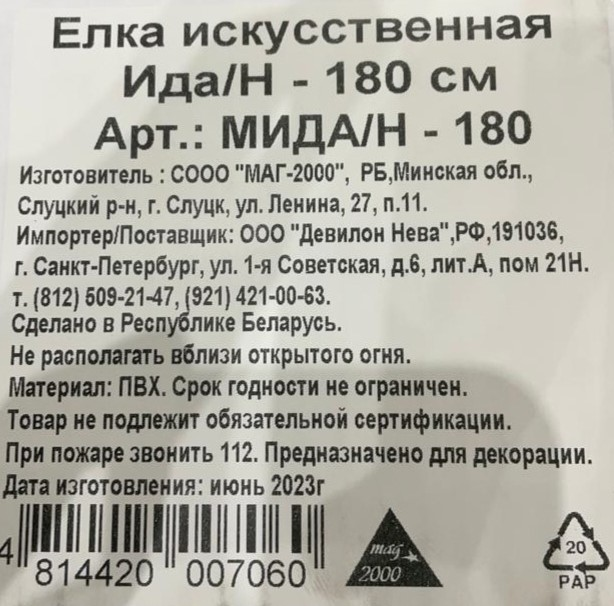 Елка искусственная
Ида/Н - 180 см
Арт.: МИДА/Н - 180
Изготовитель : СООО "МАГ-2000", РБ,Минская обл.,
Слуцкий р-н, г. Слуцк, ул. Ленина, 27, п.11.
Импортер/Поставщик: ООО "Девилон Нева",РФ,191036,
г. Санкт-Петербург, ул. 1-я Советская, д.6, лит.А, пом 21Н.
т. (812) 509-21-47, (921) 421-00-63.
Сделано в Республике Беларусь.
Не располагать вблизи открытого огня.
Материал: ПВХ. Срок годности не ограничен.
Товар не подлежит обязательной сертификации.
При пожаре звонить 112. Предназначено для декорации.
Дата изготовления: июнь 2023г
4 814420 007060
маg
2000
20
PAP